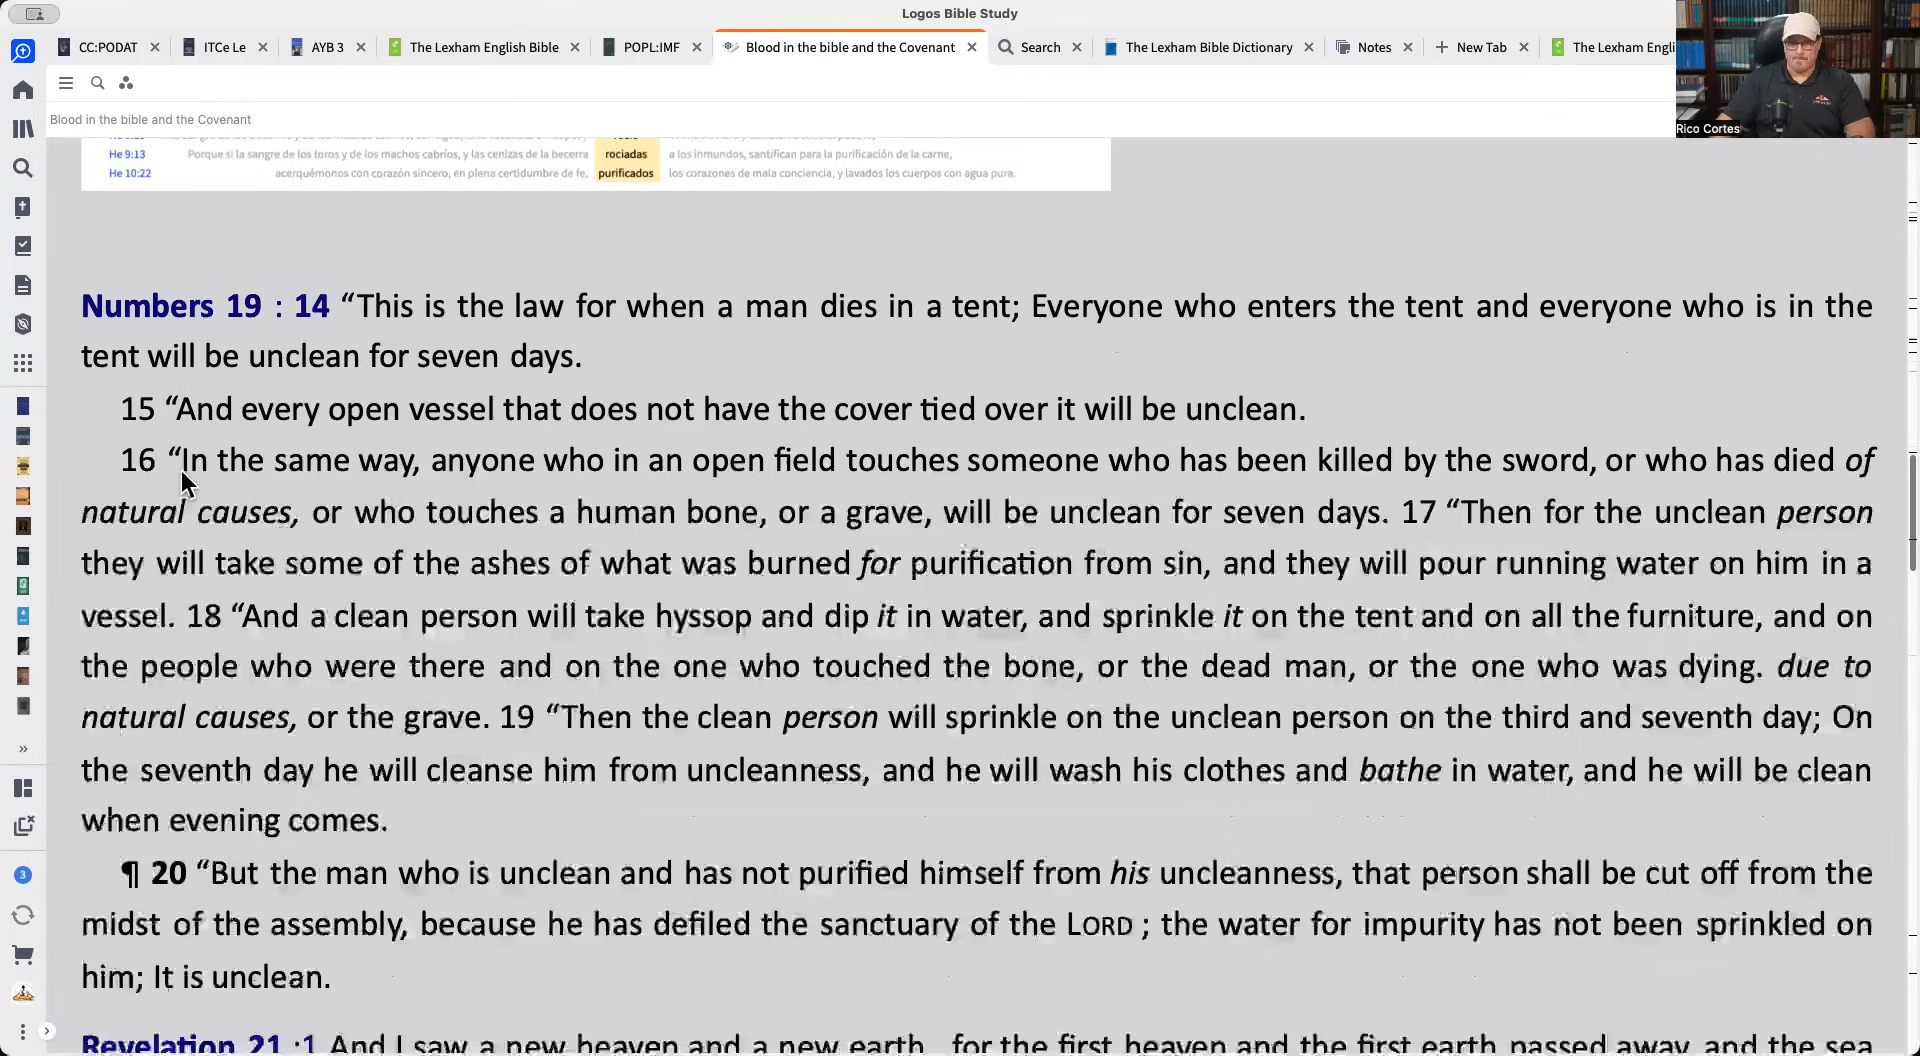 Logos Bible Study
CC:PODAT
ITCe Le
AYB 3
The Lexham English Bible
POPL:IMF
Blood in the bible and the Covenant
Search
The Lexham Bible Dictionary
Notes
New Tab
The Lexham Engli
Rico Cortes
Blood in the bible and the Covenant
He 9:13 Porque si la sangre de los toros y de los machos cabríos, y las cenizas de la becerra rociadas a los inmundos, santifican para la purificación de la carne,
He 10:22 acerquémonos con corazón sincero, en plena certidumbre de fe, purificados los corazones de mala conciencia, y lavados los cuerpos con agua pura.
Numbers 19 : 14 “This is the law for when a man dies in a tent; Everyone who enters the tent and everyone who is in the
tent will be unclean for seven days.
15 “And every open vessel that does not have the cover tied over it will be unclean.
16 “In the same way, anyone who in an open field touches someone who has been killed by the sword, or who has died of
natural causes, or who touches a human bone, or a grave, will be unclean for seven days. 17 “Then for the unclean person
they will take some of the ashes of what was burned for purification from sin, and they will pour running water on him in a
vessel. 18 “And a clean person will take hyssop and dip it in water, and sprinkle it on the tent and on all the furniture, and on
the people who were there and on the one who touched the bone, or the dead man, or the one who was dying. due to
natural causes, or the grave. 19 “Then the clean person will sprinkle on the unclean person on the third and seventh day; On
the seventh day he will cleanse him from uncleanness, and he will wash his clothes and bathe in water, and he will be clean
when evening comes.
¶ 20 “But the man who is unclean and has not purified himself from his uncleanness, that person shall be cut off from the
midst of the assembly, because he has defiled the sanctuary of the LORD ; the water for impurity has not been sprinkled on
him; It is unclean.
Revelation 21 :1 And I saw a new heaven and a new earth, for the first heaven and the first earth passed away, and the sea
3